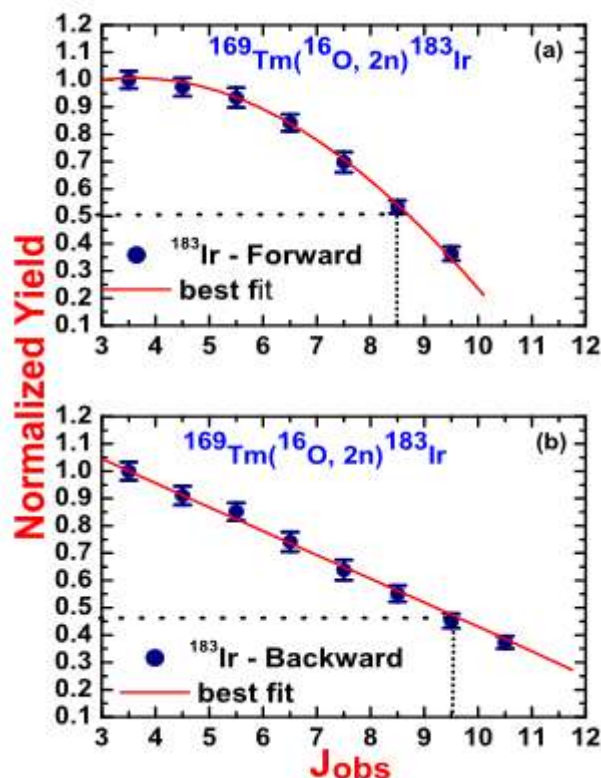 Normalized Yield
1.2
1.1
1.0
0.9
0.8
0.7
0.6
0.5
0.4
0.3
0.2
0.1
¹⁶⁹Tm(¹⁶O, 2n)¹⁸³Ir
(a)
¹⁸³Ir - Forward
best fit
3 4 5 6 7 8 9 10 11 12
1.2
1.1
1.0
0.9
0.8
0.7
0.6
0.5
0.4
0.3
0.2
0.1
¹⁶⁹Tm(¹⁶O, 2n)¹⁸³Ir
(b)
¹⁸³Ir - Backward
best fit
3 4 5 6 7 8 9 10 11 12
Jobs